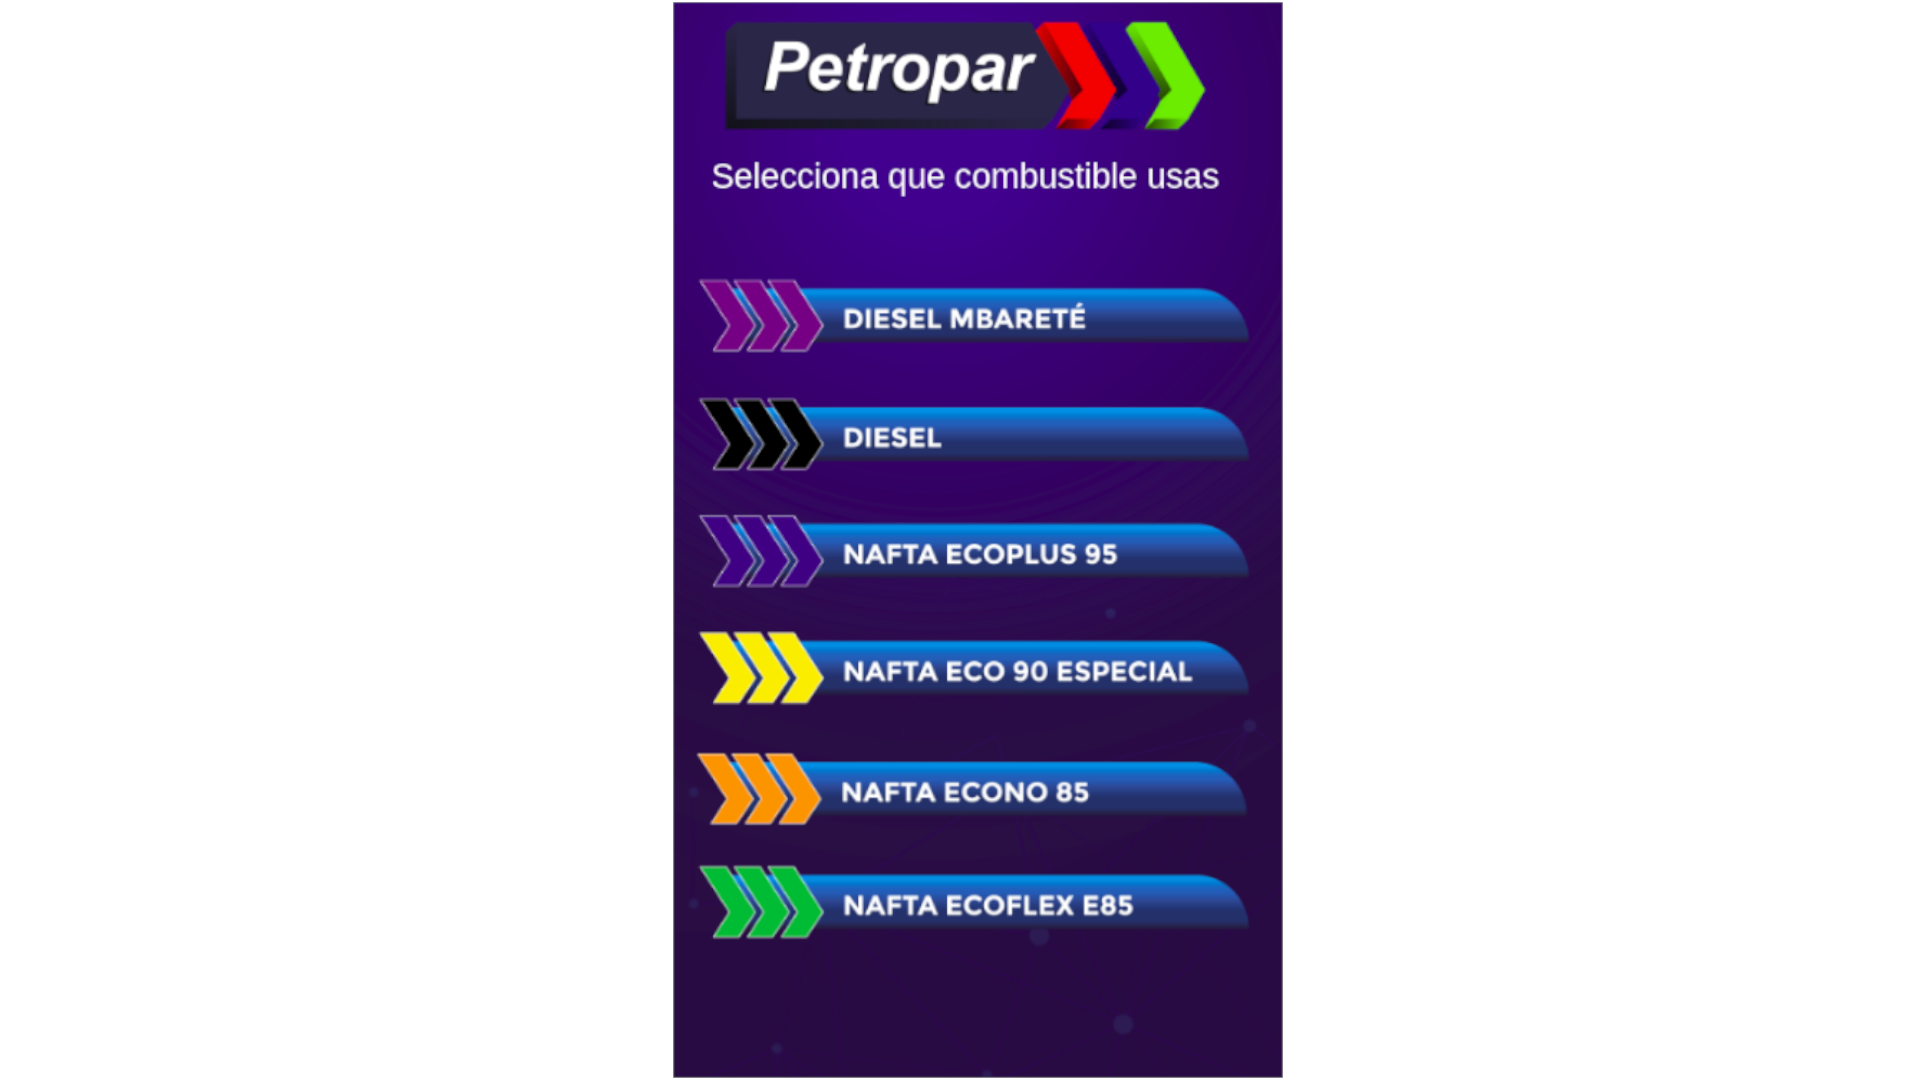 Petropar
Selecciona que combustible usas
DIESEL MBARETÉ
DIESEL
NAFTA ECOPLUS 95
NAFTA ECO 90 ESPECIAL
NAFTA ECONO 85
NAFTA ECOFLEX E85